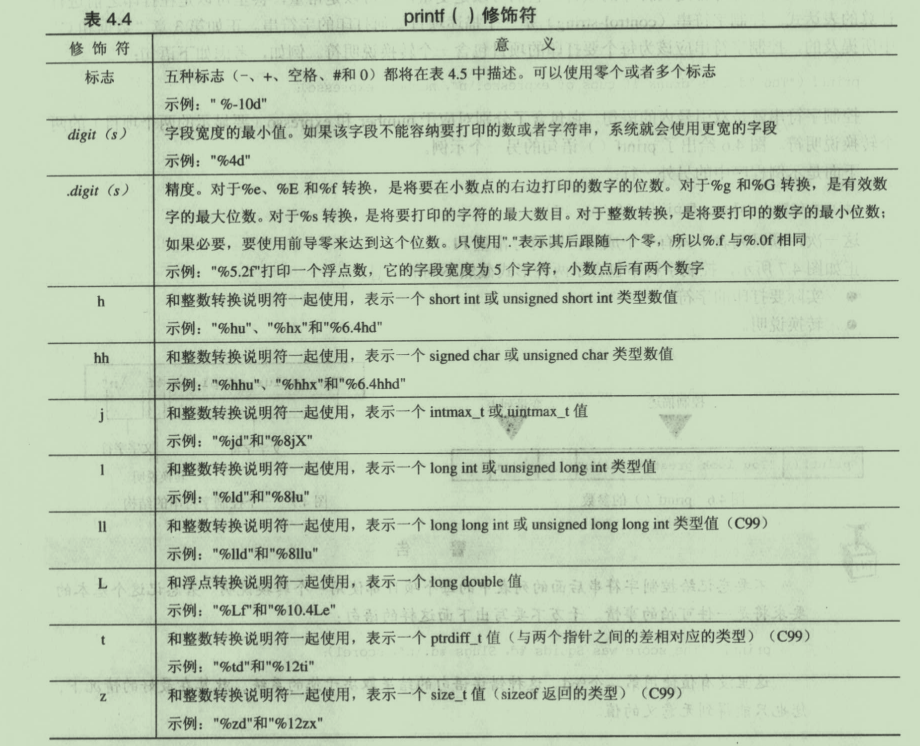 表 4.4 printf ( ) 修饰符
修 饰 符 意 义
标志 五种标志（-、+、空格、#和 0）都将在表 4.5 中描述。可以使用零个或者多个标志
示例：" %-10d"
digit（s） 字段宽度的最小值。如果该字段不能容纳要打印的数或者字符串，系统就会使用更宽的字段
示例："%4d"
.digit（s） 精度。对于%e、%E 和%f 转换，是将要在小数点的右边打印的数字的位数。对于%g 和%G 转换，是有效数
字的最大位数。对于%s 转换，是将要打印的字符的最大数目。对于整数转换，是将要打印的数字的最小位数；
如果必要，要使用前导零来达到这个位数。只使用"."表示其后跟随一个零，所以%.f 与%.0f 相同
示例："%5.2f"打印一个浮点数，它的字段宽度为 5 个字符，小数点后有两个数字
h 和整数转换说明符一起使用，表示一个 short int 或 unsigned short int 类型数值
示例："%hu"、"%hx"和"%6.4hd"
hh 和整数转换说明符一起使用，表示一个 signed char 或 unsigned char 类型数值
示例："%hhu"、"%hhx"和"%6.4hhd"
j 和整数转换说明符一起使用，表示一个 intmax_t 或 uintmax_t 值
示例："%jd"和"%8jX"
l 和整数转换说明符一起使用，表示一个 long int 或 unsigned long int 类型值
示例："%ld"和"%8lu"
ll 和整数转换说明符一起使用，表示一个 long long int 或 unsigned long long int 类型值（C99）
示例："%lld"和"%8llu"
L 和浮点转换说明符一起使用，表示一个 long double 值
示例："%Lf"和"%10.4Le"
t 和整数转换说明符一起使用，表示一个 ptrdiff_t 值（与两个指针之间的差相对应的类型）（C99）
示例："%td"和"%12ti"
z 和整数转换说明符一起使用，表示一个 size_t 值（sizeof 返回的类型）（C99）
示例："%zd"和"%12zx"